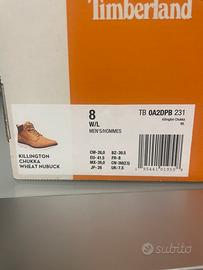 Timberland
8
W/L
MEN'S/HOMMES
TB 0A2DPB 231
Killington Chukka
KILLINGTON
CHUKKA
WHEAT NUBUCK
CM-26,0
EU-41,5
MX-26,0
JP-26
BZ-39,5
FR-8
UK-7,5
subito